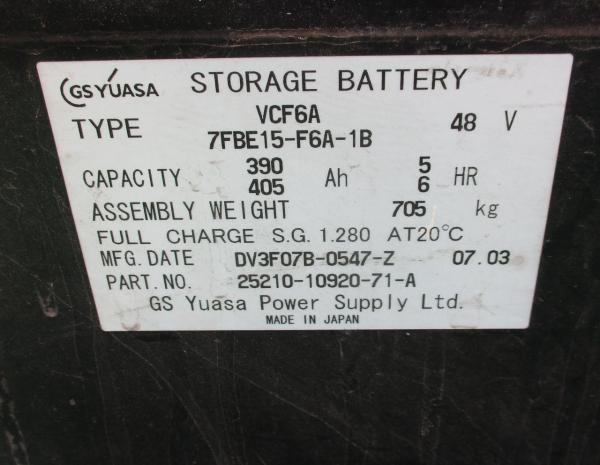 GS YUASA STORAGE BATTERY
TYPE VCF6A 48 V
7FBE15-F6A-1B
CAPACITY 390 Ah 5 HR
405 6
ASSEMBLY WEIGHT 705 kg
FULL CHARGE S.G. 1.280 AT20°C
MFG. DATE DV3F07B-0547-Z 07.03
PART. NO. 25210-10920-71-A
GS Yuasa Power Supply Ltd.
MADE IN JAPAN